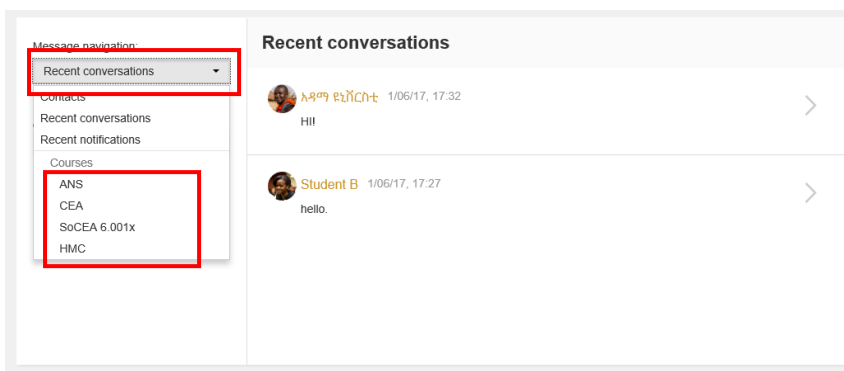 Message navigation:
Recent conversations
Contacts
Recent conversations
Recent notifications
Courses
ANS
CEA
SoCEA 6.001x
HMC
Recent conversations
አዳማ ዩኒቨርስቲ 1/06/17, 17:32
HI!
Student B 1/06/17, 17:27
hello.